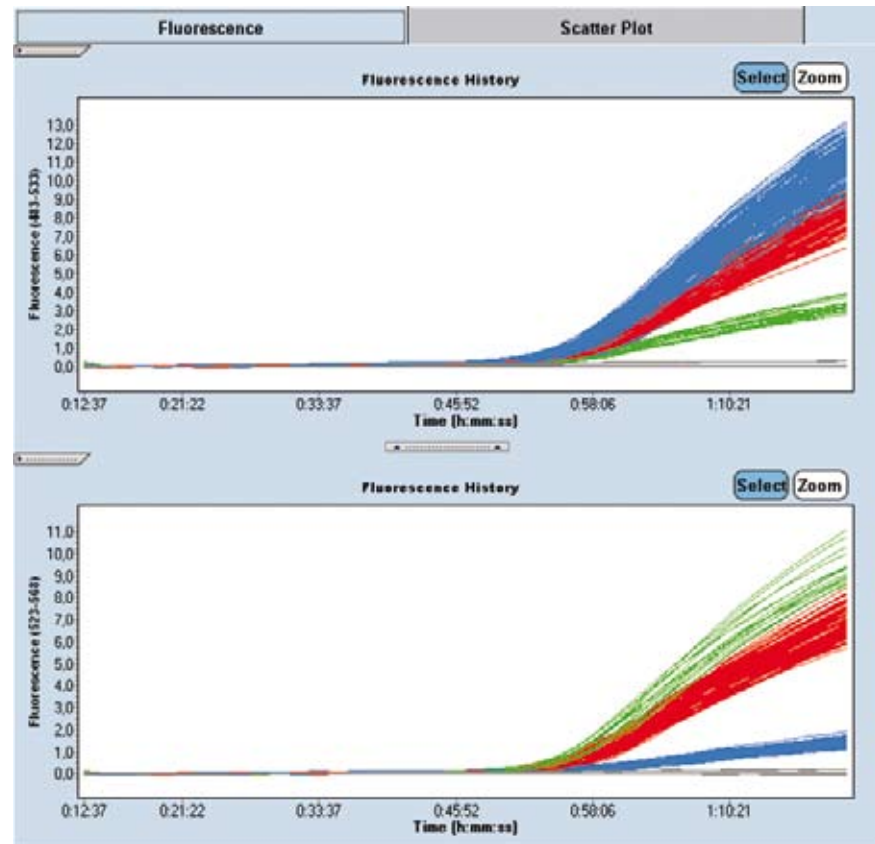 Fluorescence Scatter Plot
Fluorescence History Select Zoom
Fluorescence (483-533)
13,0
12,0
11,0
10,0
9,0
8,0
7,0
6,0
5,0
4,0
3,0
2,0
1,0
0,0
0:12:37 0:21:22 0:33:37 0:45:52 0:58:06 1:10:21
Time (h:mm:ss)
Fluorescence History Select Zoom
Fluorescence (523-568)
11,0
10,0
9,0
8,0
7,0
6,0
5,0
4,0
3,0
2,0
1,0
0,0
0:12:37 0:21:22 0:33:37 0:45:52 0:58:06 1:10:21
Time (h:mm:ss)